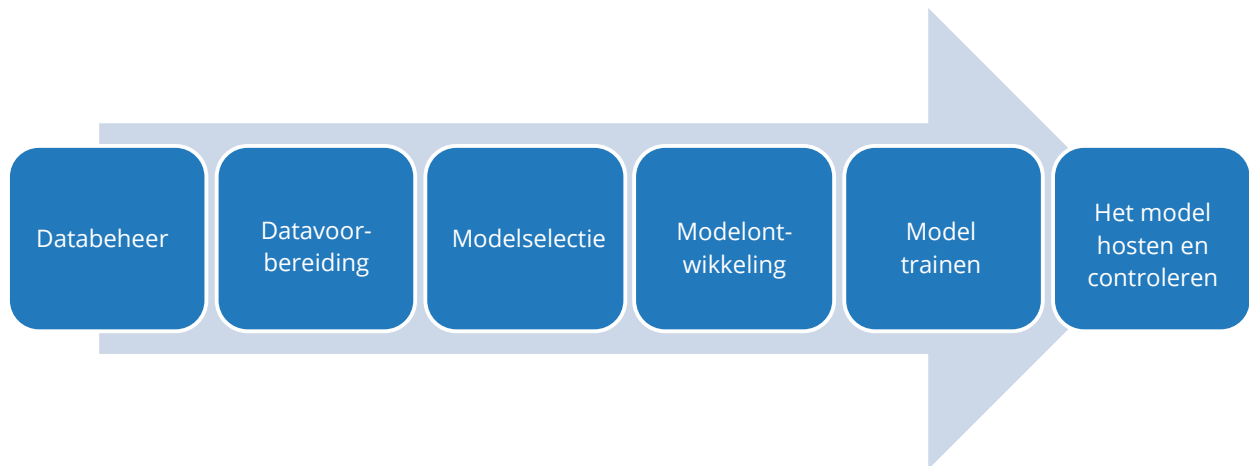 Databeheer
Datavoor-
bereiding
Modelselectie
Modelont-
wikkeling
Model
trainen
Het model
hosten en
controleren